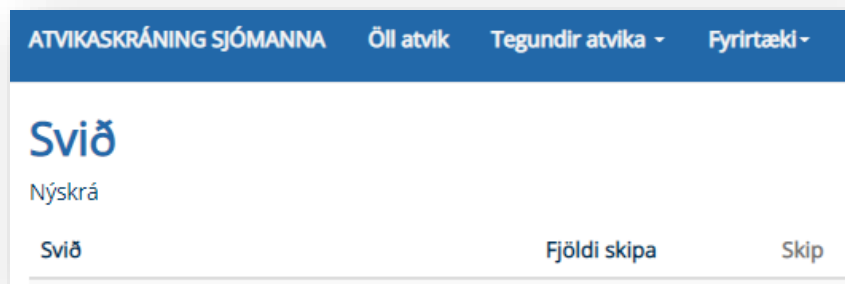 ATVIKASKRÁNING SJÓMANNA Öll atvik Tegundir atvika Fyrirtæki
Svið
Nýskrá
Svið Fjöldi skipa Skip